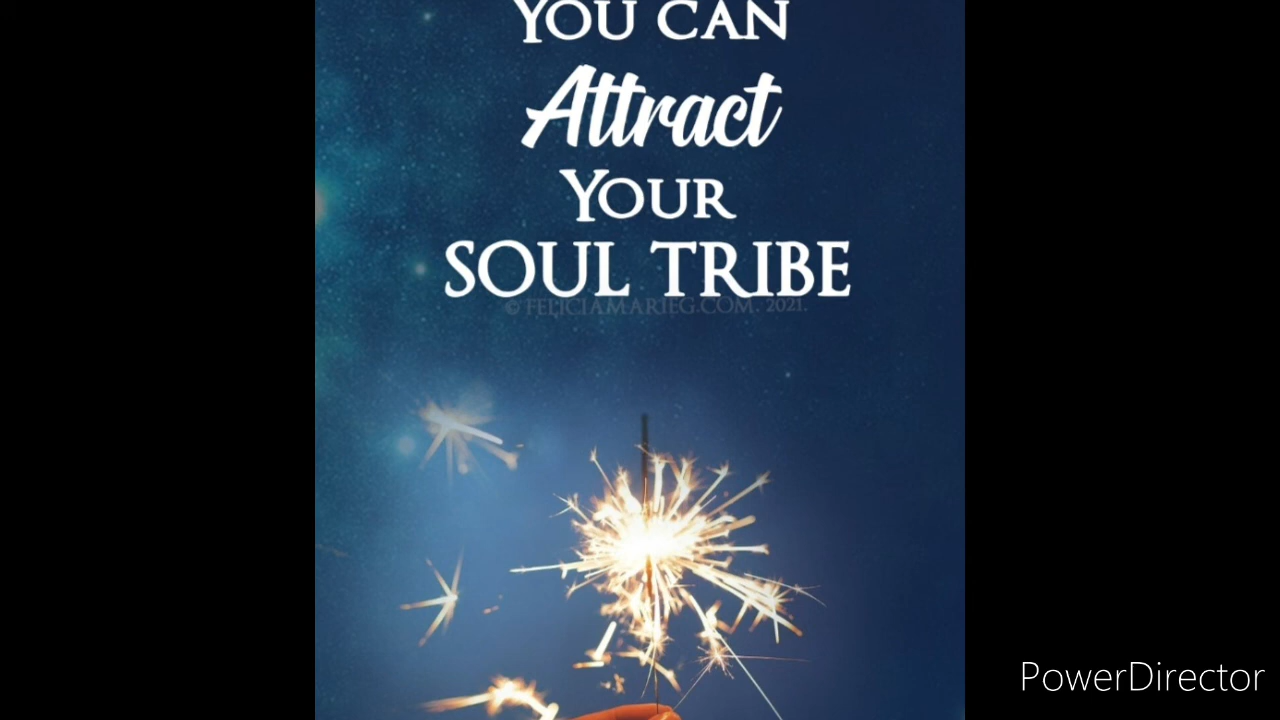 YOU CAN
Attract
YOUR
SOUL TRIBE
© FELICIAMARIEG.COM. 2021.
PowerDirector